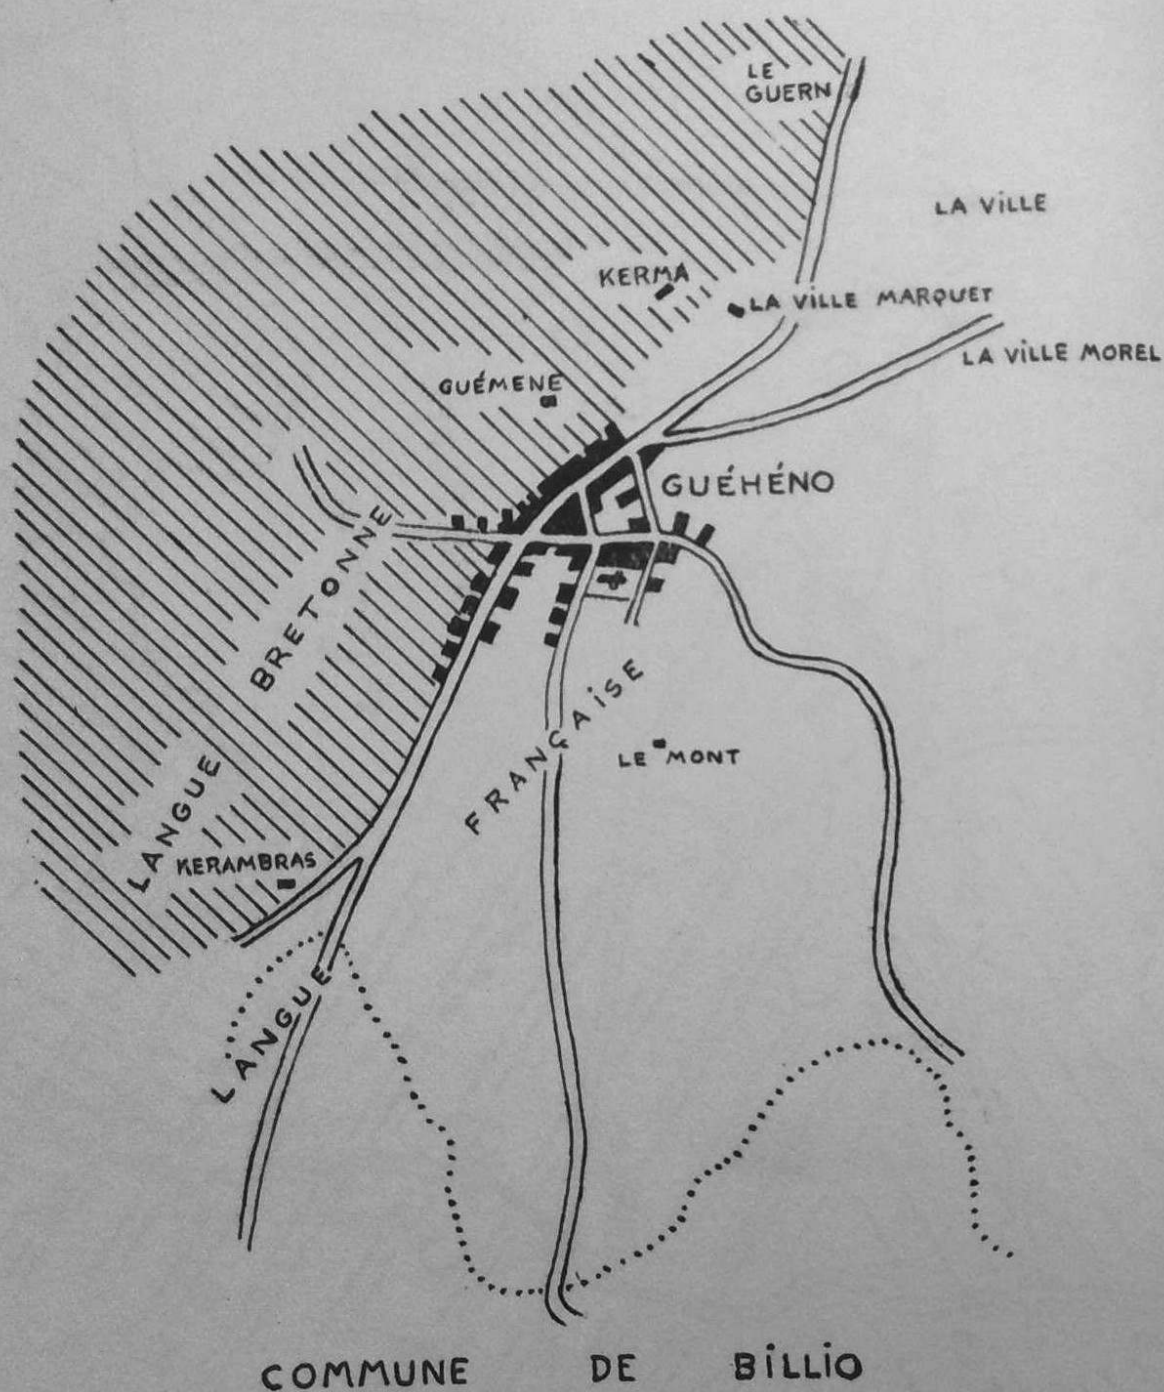 LE
GUERN
LA ViLLE
KERMA
LA ViLLE MARQUET
LA ViLLE MOREL
GUÉMENE
GUÉHÉNO
LANGUE BRETONNE
LE MONT
KERAMBRAS
LANGUE FRANÇAiSE
COMMUNE DE BiLLiO